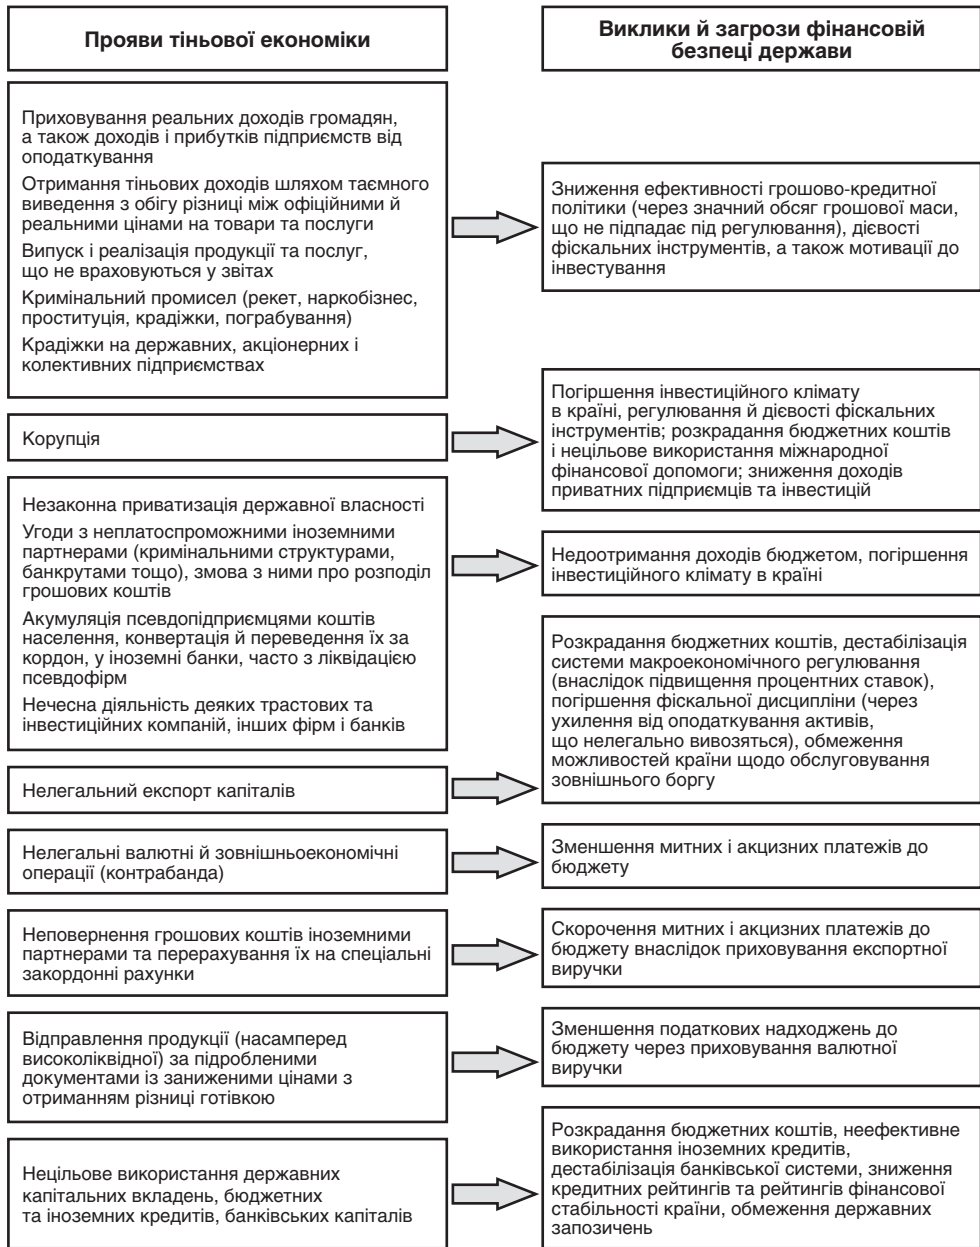 Прояви тіньової економіки
Виклики й загрози фінансовій
безпеці держави
Приховування реальних доходів громадян,
а також доходів і прибутків підприємств від
оподаткування
Отримання тіньових доходів шляхом таємного
виведення з обігу різниці між офіційними й
реальними цінами на товари та послуги
Випуск і реалізація продукції та послуг,
що не враховуються у звітах
Кримінальний промисел (рекет, наркобізнес,
проституція, крадіжки, пограбування)
Крадіжки на державних, акціонерних і
колективних підприємствах
Зниження ефективності грошово-кредитної
політики (через значний обсяг грошової маси,
що не підпадає під регулювання), дієвості
фіскальних інструментів, а також мотивації до
інвестування
Корупція
Погіршення інвестиційного клімату
в країні, регулювання й дієвості фіскальних
інструментів; розкрадання бюджетних коштів
і нецільове використання міжнародної
фінансової допомоги; зниження доходів
приватних підприємців та інвестицій
Незаконна приватизація державної власності
Угоди з неплатоспроможними іноземними
партнерами (кримінальними структурами,
банкрутами тощо), змова з ними про розподіл
грошових коштів
Акумуляція псевдопідприємцями коштів
населення, конвертація й переведення їх за
кордон, у іноземні банки, часто з ліквідацією
псевдофірм
Нечесна діяльність деяких трастових та
інвестиційних компаній, інших фірм і банків
Недоотримання доходів бюджетом, погіршення
інвестиційного клімату в країні
Нелегальний експорт капіталів
Розкрадання бюджетних коштів, дестабілізація
системи макроекономічного регулювання
(внаслідок підвищення процентних ставок),
погіршення фіскальної дисципліни (через
ухилення від оподаткування активів,
що нелегально вивозяться), обмеження
можливостей країни щодо обслуговування
зовнішнього боргу
Нелегальні валютні й зовнішньоекономічні
операції (контрабанда)
Зменшення митних і акцизних платежів до
бюджету
Неповернення грошових коштів іноземними
партнерами та перерахування їх на спеціальні
закордонні рахунки
Скорочення митних і акцизних платежів до
бюджету внаслідок приховування експортної
виручки
Відправлення продукції (насамперед
високоліквідної) за підробленими
документами із заниженими цінами з
отриманням різниці готівкою
Зменшення податкових надходжень до
бюджету через приховування валютної
виручки
Нецільове використання державних
капітальних вкладень, бюджетних
та іноземних кредитів, банківських капіталів
Розкрадання бюджетних коштів, неефективне
використання іноземних кредитів,
дестабілізація банківської системи, зниження
кредитних рейтингів та рейтингів фінансової
стабільності країни, обмеження державних
запозичень